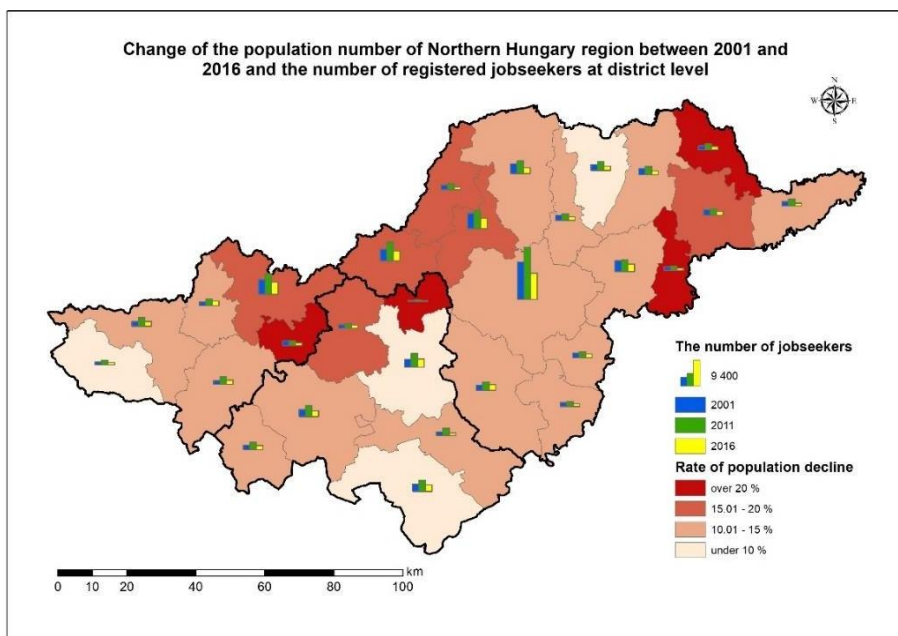 Change of the population number of Northern Hungary region between 2001 and
2016 and the number of registered jobseekers at district level
N
W E
S
The number of jobseekers
9 400
2001
2011
2016
Rate of population decline
over 20 %
15.01 - 20 %
10.01 - 15 %
under 10 %
km
0 10 20 40 60 80 100